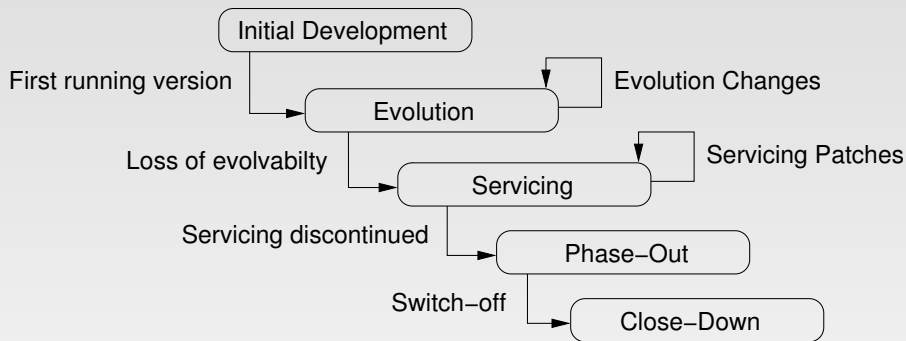 Initial Development
First running version
Evolution Changes
Evolution
Loss of evolvabilty
Servicing Patches
Servicing
Servicing discontinued
Phase−Out
Switch−off
Close−Down